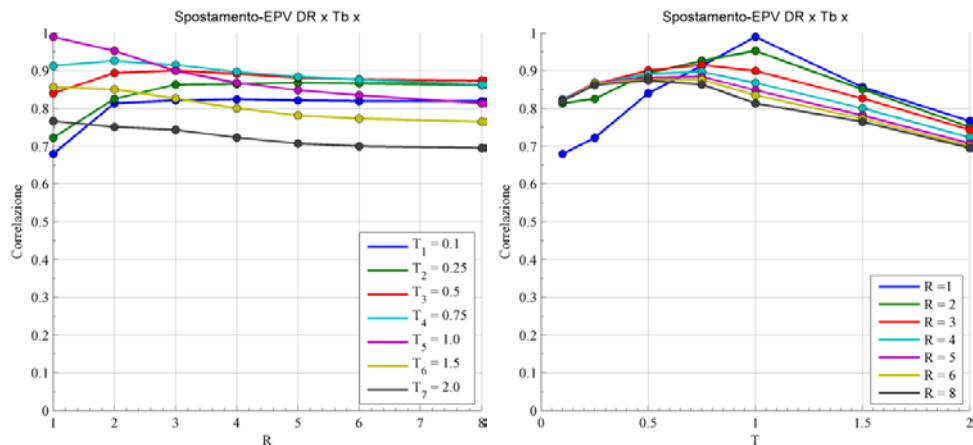 Spostamento-EPV DR x Tb x
Correlazione
1
0.9
0.8
0.7
0.6
0.5
0.4
0.3
0.2
0.1
0
1 2 3 4 5 6 7 8
R
T1 = 0.1
T2 = 0.25
T3 = 0.5
T4 = 0.75
T5 = 1.0
T6 = 1.5
T7 = 2.0
Spostamento-EPV DR x Tb x
Correlazione
1
0.9
0.8
0.7
0.6
0.5
0.4
0.3
0.2
0.1
0
0 0.5 1 1.5 2
T
R =1
R = 2
R = 3
R = 4
R = 5
R = 6
R = 8